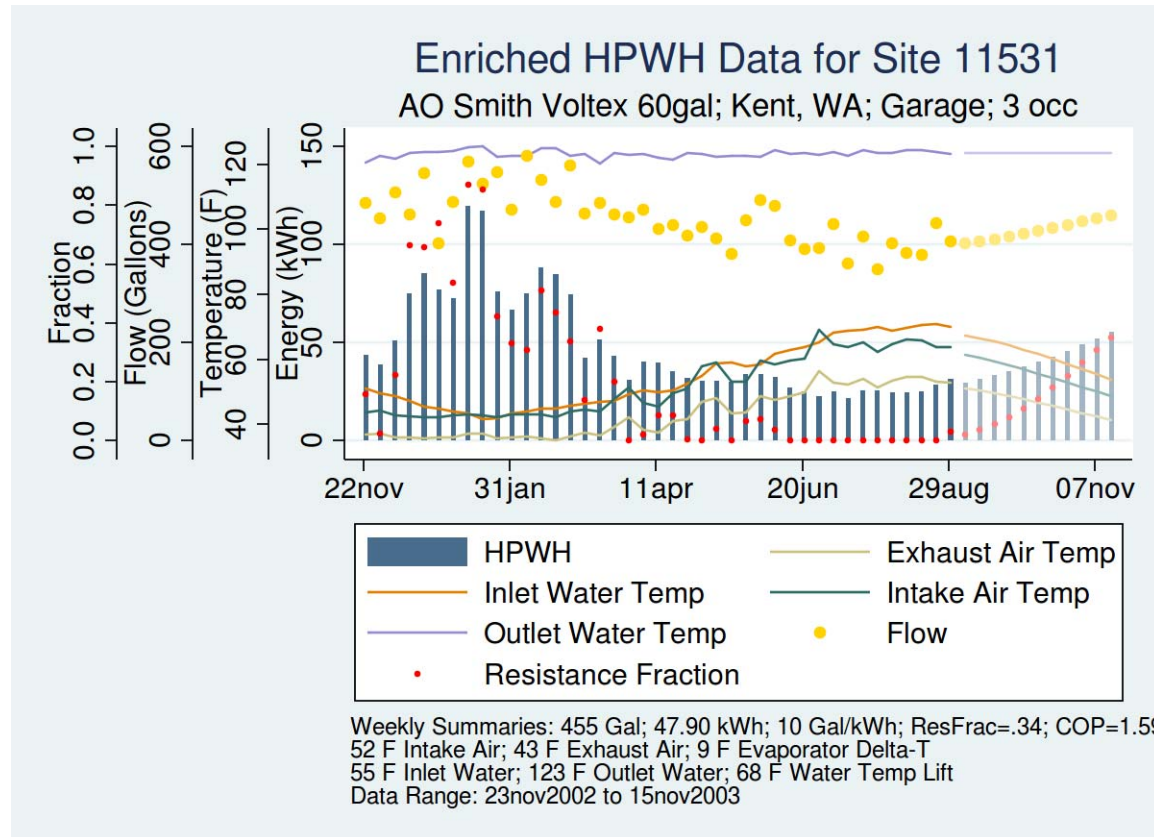 Enriched HPWH Data for Site 11531
AO Smith Voltex 60gal; Kent, WA; Garage; 3 occ
Fraction
0.0 0.2 0.4 0.6 0.8 1.0
Flow (Gallons)
0 200 400 600
Temperature (F)
40 60 80 100 120
Energy (kWh)
0 50 100 150
22nov 31jan 11apr 20jun 29aug 07nov
HPWH Exhaust Air Temp
Inlet Water Temp Intake Air Temp
Outlet Water Temp Flow
Resistance Fraction
Weekly Summaries: 455 Gal; 47.90 kWh; 10 Gal/kWh; ResFrac=.34; COP=1.59
52 F Intake Air; 43 F Exhaust Air; 9 F Evaporator Delta-T
55 F Inlet Water; 123 F Outlet Water; 68 F Water Temp Lift
Data Range: 23nov2002 to 15nov2003